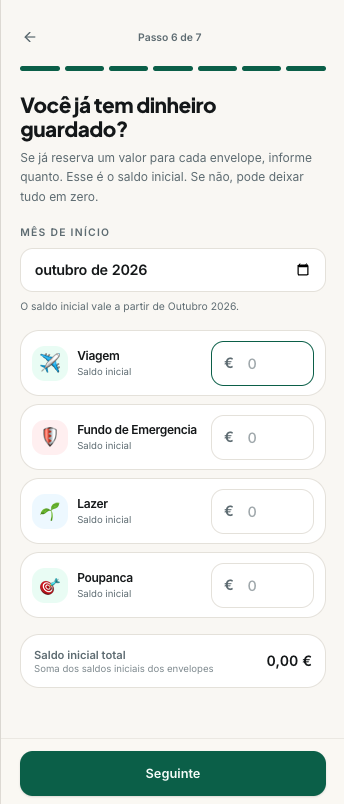 Passo 6 de 7
Você já tem dinheiro
guardado?
Se já reserva um valor para cada envelope, informe
quanto. Esse é o saldo inicial. Se não, pode deixar
tudo em zero.
MÊS DE INÍCIO
outubro de 2026
O saldo inicial vale a partir de Outubro 2026.
Viagem
Saldo inicial
€ 0
Fundo de Emergencia
Saldo inicial
€ 0
Lazer
Saldo inicial
€ 0
Poupanca
Saldo inicial
€ 0
Saldo inicial total
Soma dos saldos iniciais dos envelopes
0,00 €
Seguinte